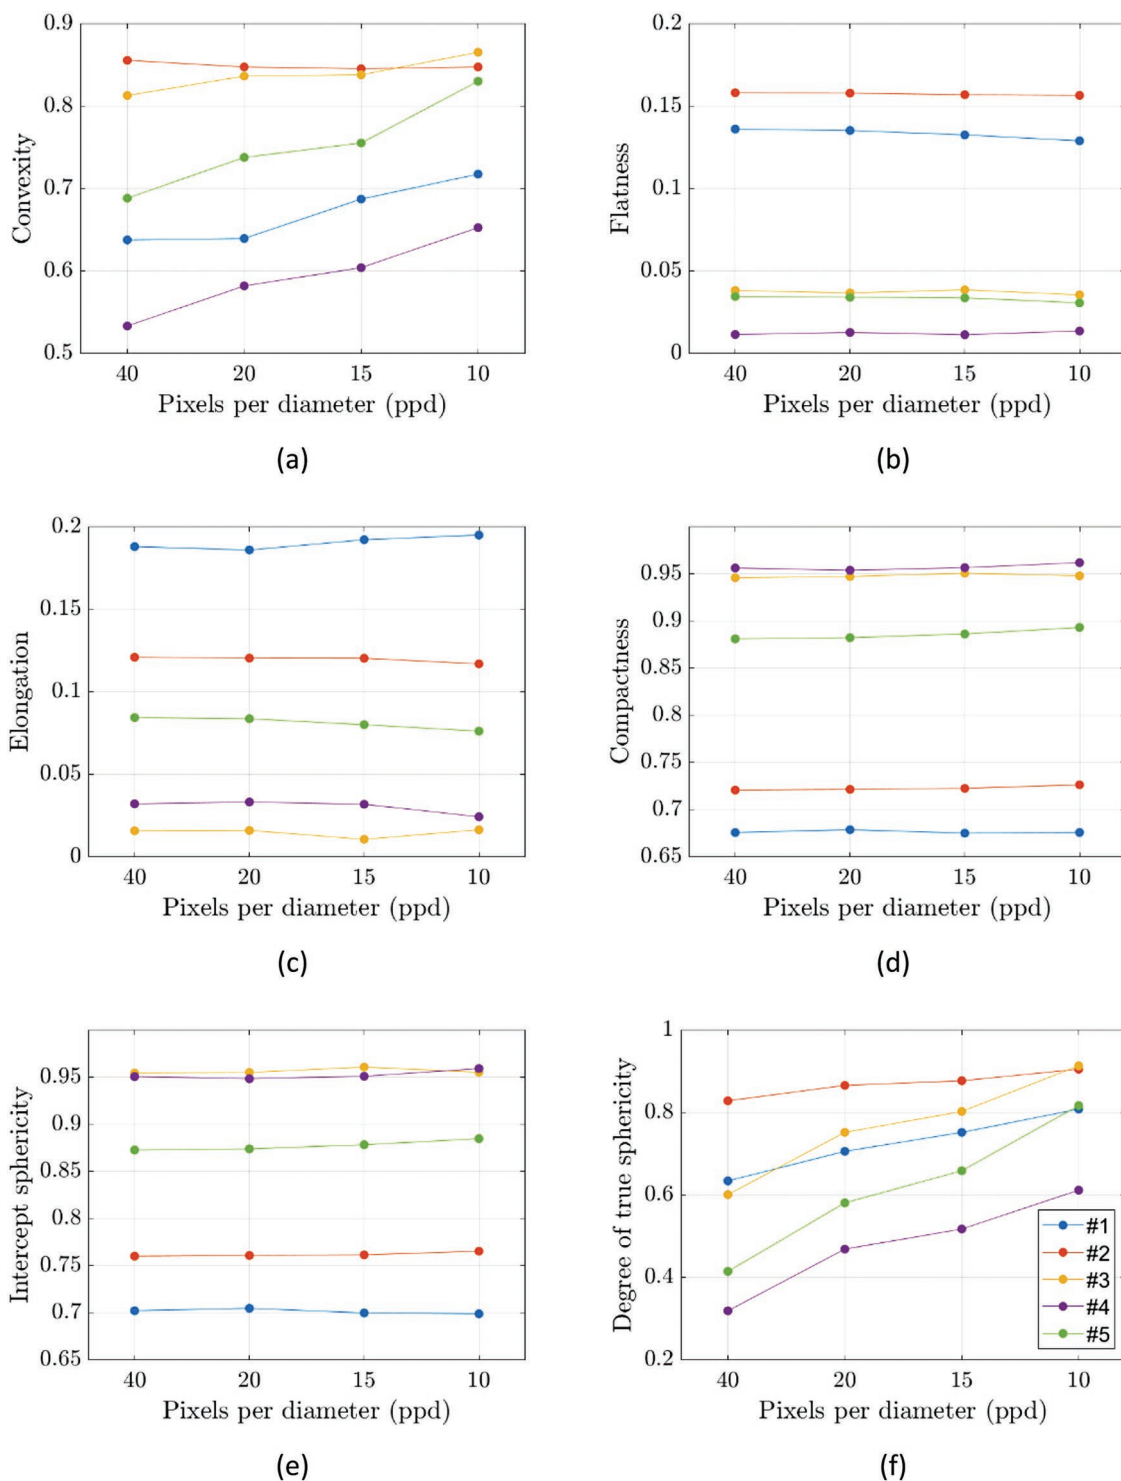 0.9
0.8
0.7
0.6
0.5
Convexity
40 20 15 10
Pixels per diameter (ppd)
(a)
0.2
0.15
0.1
0.05
0
Flatness
40 20 15 10
Pixels per diameter (ppd)
(b)
0.2
0.15
0.1
0.05
0
Elongation
40 20 15 10
Pixels per diameter (ppd)
(c)
0.95
0.9
0.85
0.8
0.75
0.7
0.65
Compactness
40 20 15 10
Pixels per diameter (ppd)
(d)
0.95
0.9
0.85
0.8
0.75
0.7
0.65
Intercept sphericity
40 20 15 10
Pixels per diameter (ppd)
(e)
1
0.8
0.6
0.4
0.2
Degree of true sphericity
#1
#2
#3
#4
#5
40 20 15 10
Pixels per diameter (ppd)
(f)